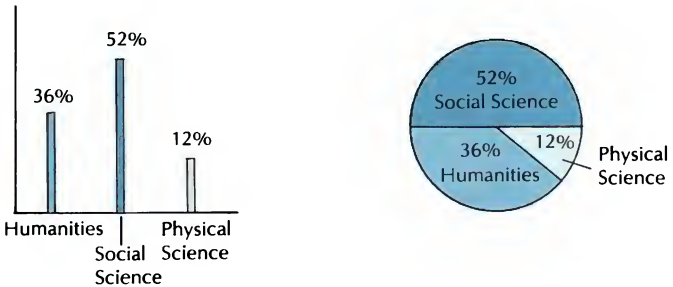 52%
36%
12%
Humanities
Social
Science
Physical
Science
52%
Social Science
36%
Humanities
12%
Physical
Science